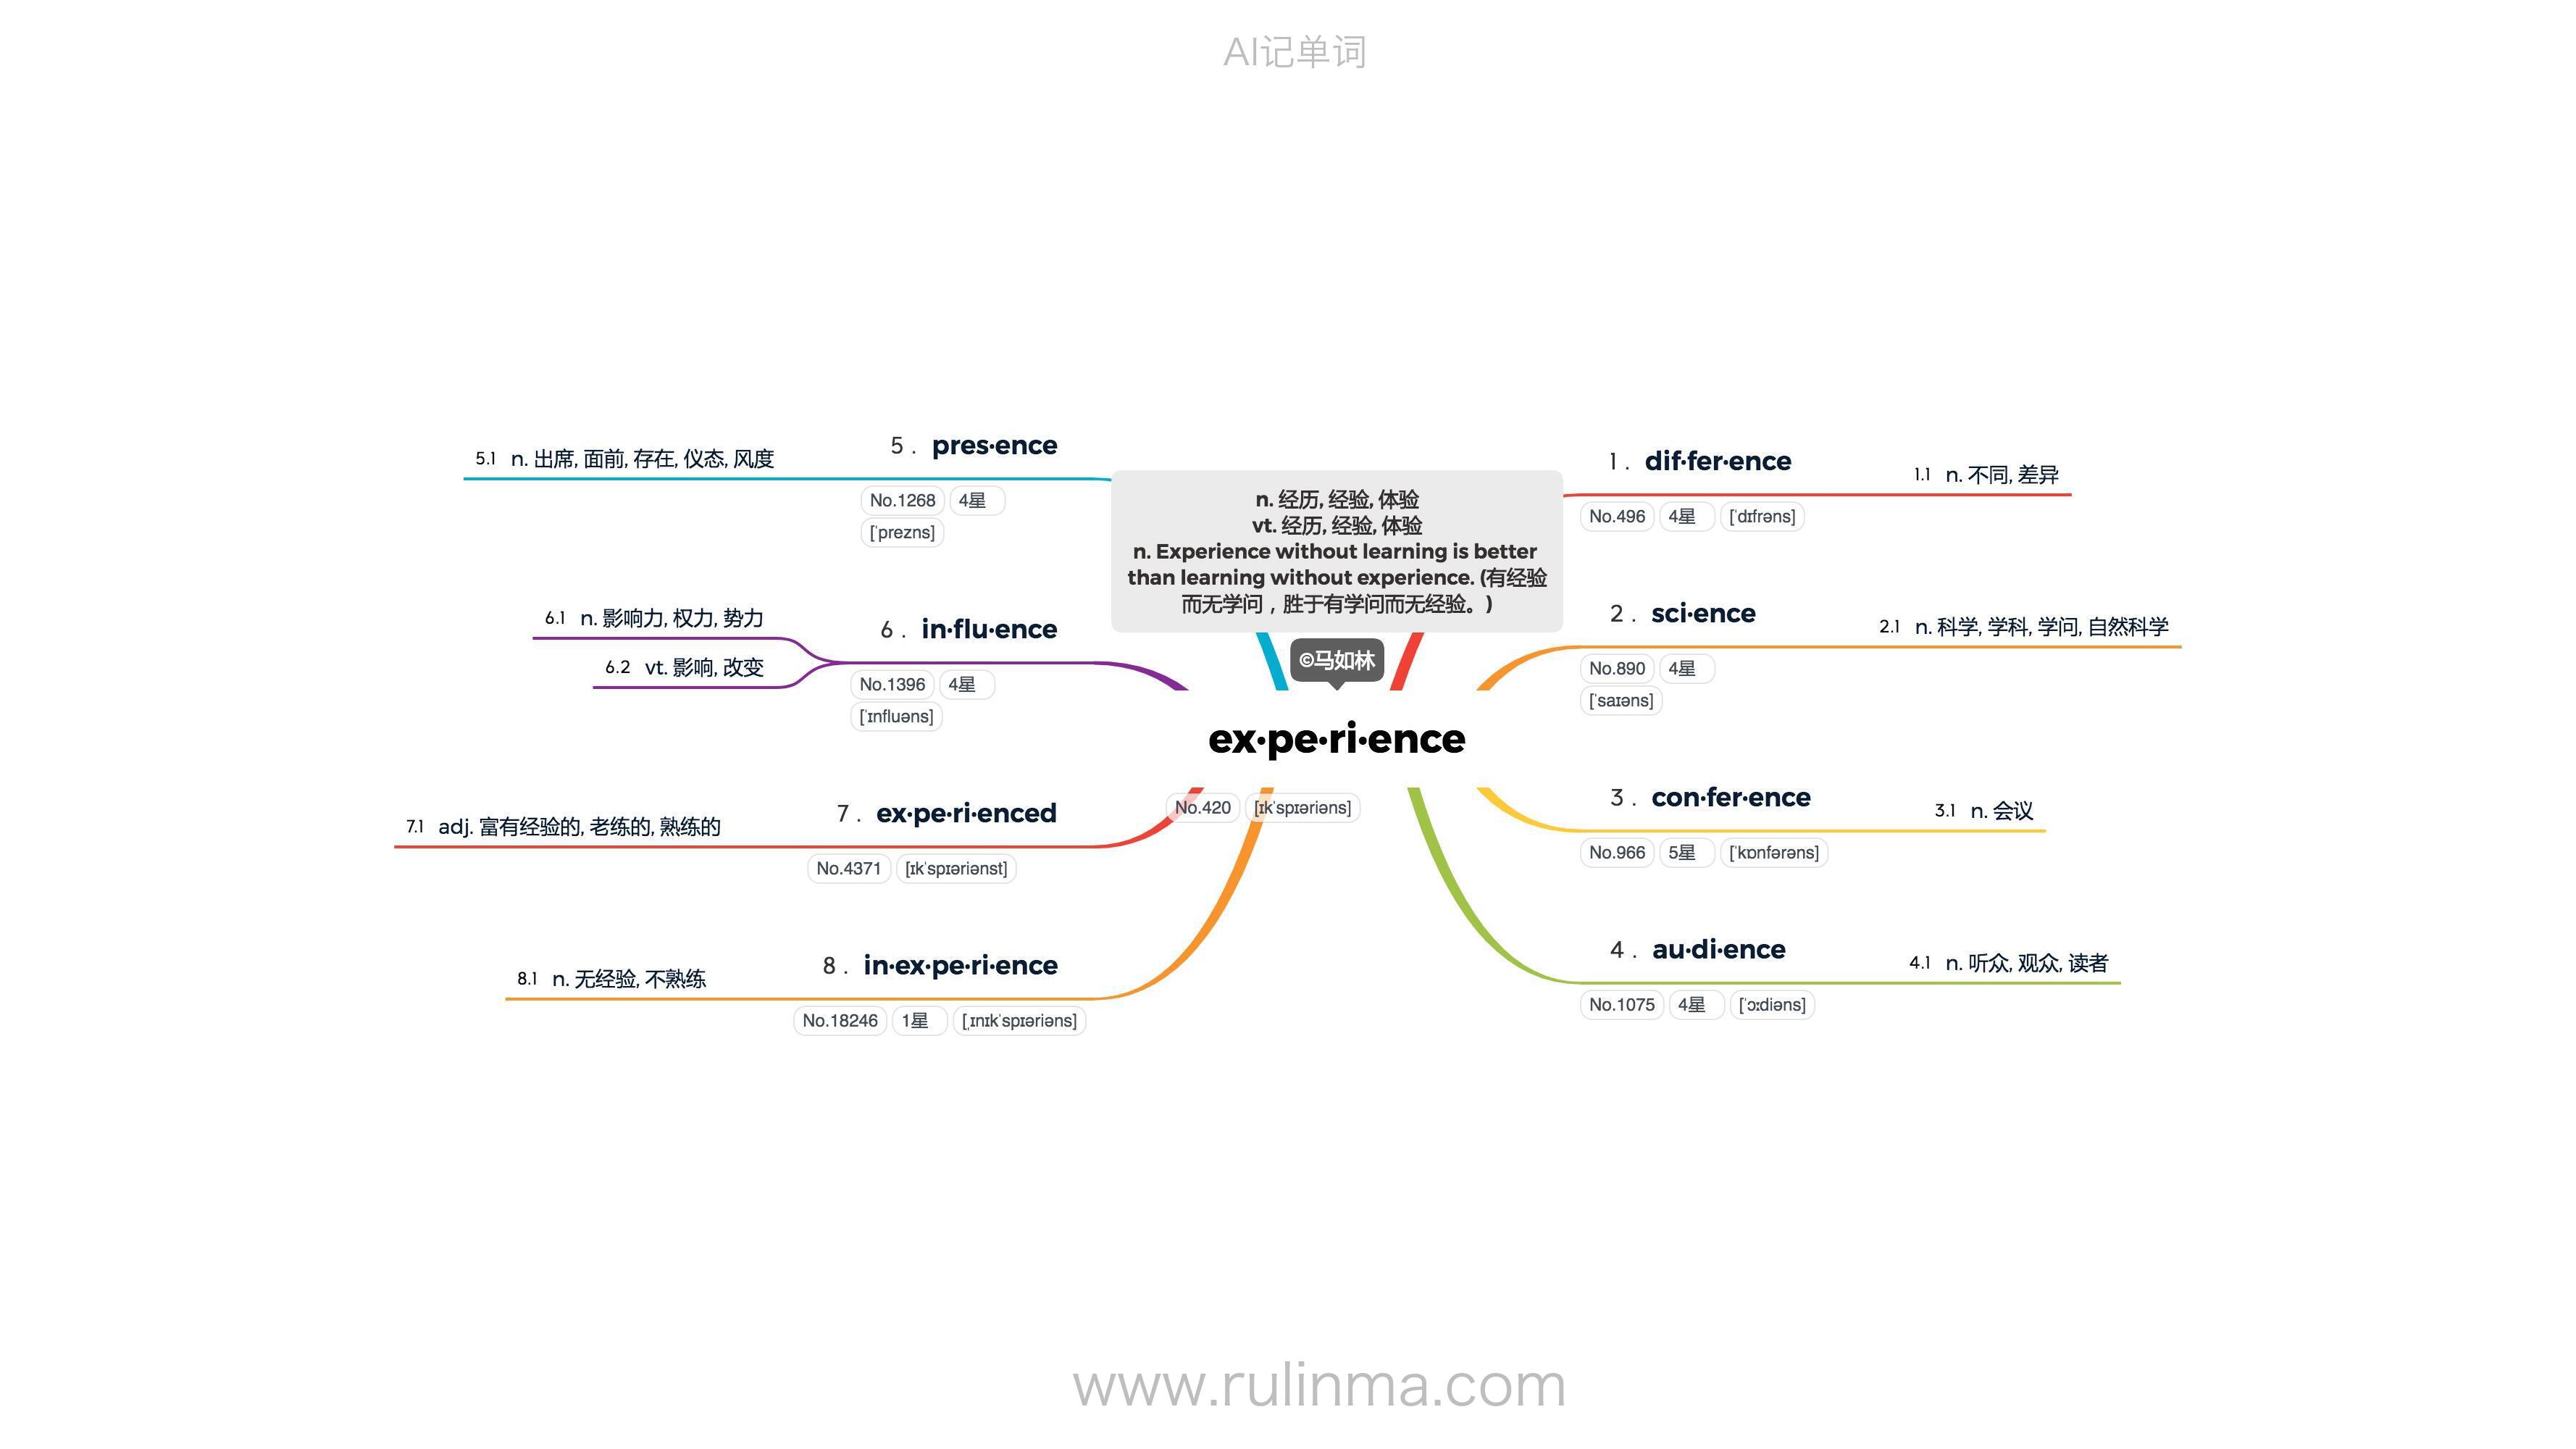 AI记单词
n. 经历, 经验, 体验
vt. 经历, 经验, 体验
n. Experience without learning is better
than learning without experience. (有经验
而无学问，胜于有学问而无经验。)
©马如林
ex·pe·ri·ence
No.420 [ɪkˈspɪəriəns]
1 . dif·fer·ence
No.496 4星 [ˈdɪfrəns]
1.1 n. 不同, 差异
2 . sci·ence
No.890 4星
[ˈsaɪəns]
2.1 n. 科学, 学科, 学问, 自然科学
3 . con·fer·ence
No.966 5星 [ˈkɒnfərəns]
3.1 n. 会议
4 . au·di·ence
No.1075 4星 [ˈɔːdiəns]
4.1 n. 听众, 观众, 读者
5 . pres·ence
No.1268 4星
[ˈprezns]
5.1 n. 出席, 面前, 存在, 仪态, 风度
6 . in·flu·ence
No.1396 4星
[ˈɪnfluəns]
6.1 n. 影响力, 权力, 势力
6.2 vt. 影响, 改变
7 . ex·pe·ri·enced
No.4371 [ɪkˈspɪəriənst]
7.1 adj. 富有经验的, 老练的, 熟练的
8 . in·ex·pe·ri·ence
No.18246 1星 [ˌɪnɪkˈspɪəriəns]
8.1 n. 无经验, 不熟练
www.rulinma.com